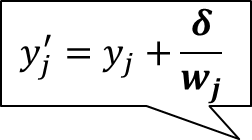 y′ⱼ = yⱼ + δ/wⱼ